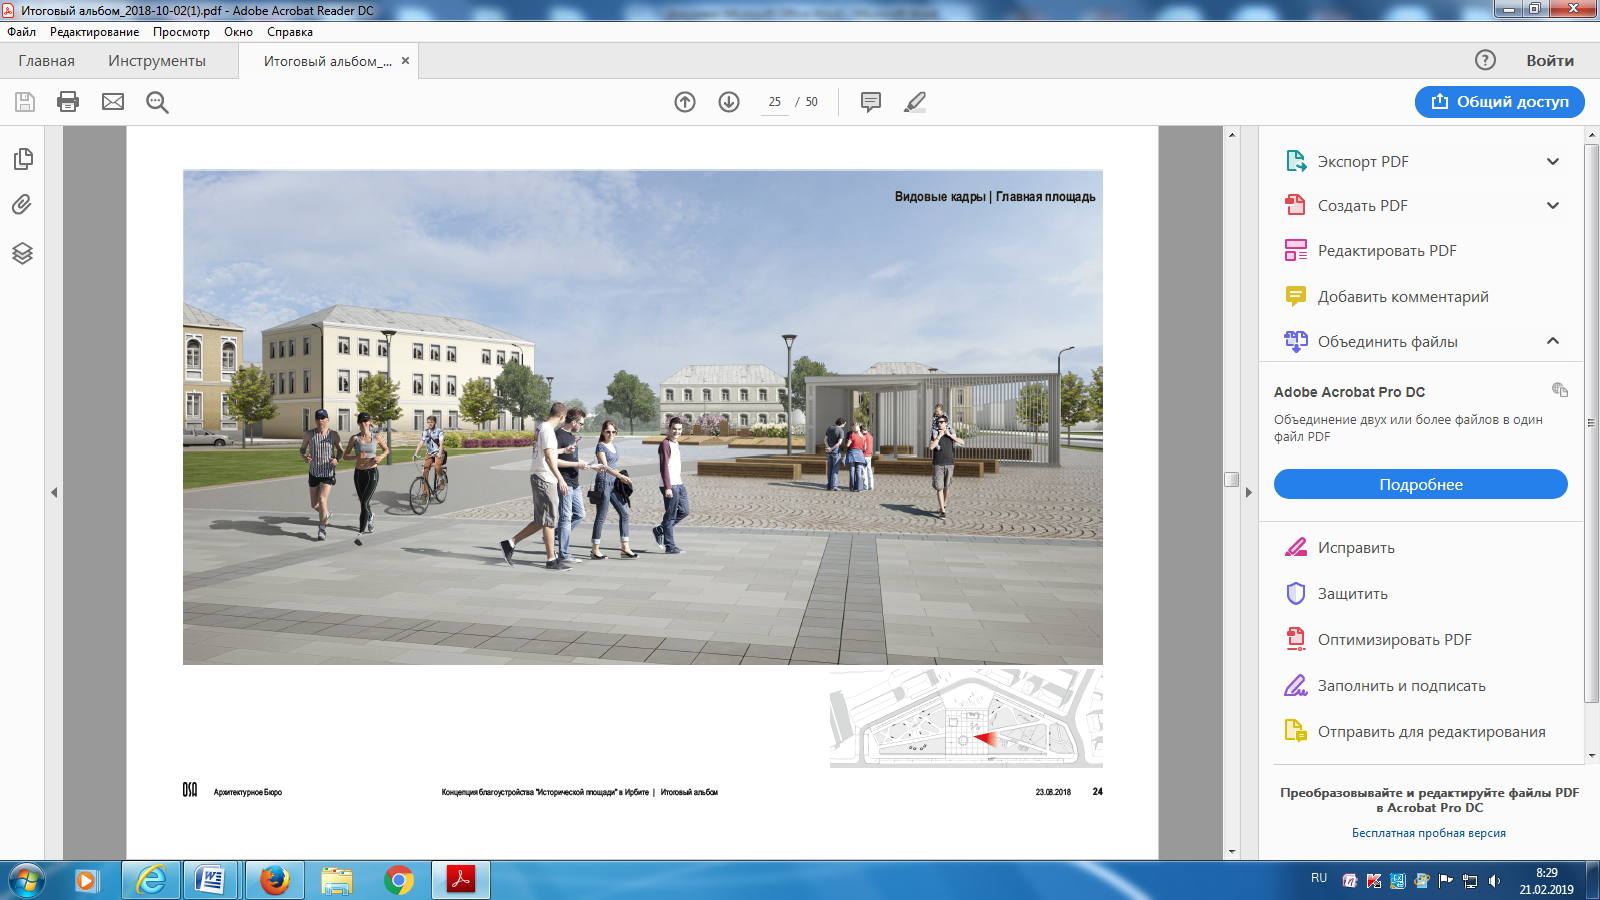 Итоговый альбом_2018-10-02(1).pdf - Adobe Acrobat Reader DC
Файл Редактирование Просмотр Окно Справка
Главная Инструменты Итоговый альбом_... × Войти
25 / 50
Общий доступ
Видовые кадры | Главная площадь
DSA Архитектурное Бюро
Концепция благоустройства "Исторической площади" в Ирбите | Итоговый альбом
23.08.2018 24
Экспорт PDF
Создать PDF
Редактировать PDF
Добавить комментарий
Объединить файлы
Adobe Acrobat Pro DC
Объединение двух или более файлов в один
файл PDF
Подробнее
Исправить
Защитить
Оптимизировать PDF
Заполнить и подписать
Отправить для редактирования
Преобразовывайте и редактируйте файлы PDF
в Acrobat Pro DC
Бесплатная пробная версия
RU
8:29
21.02.2019